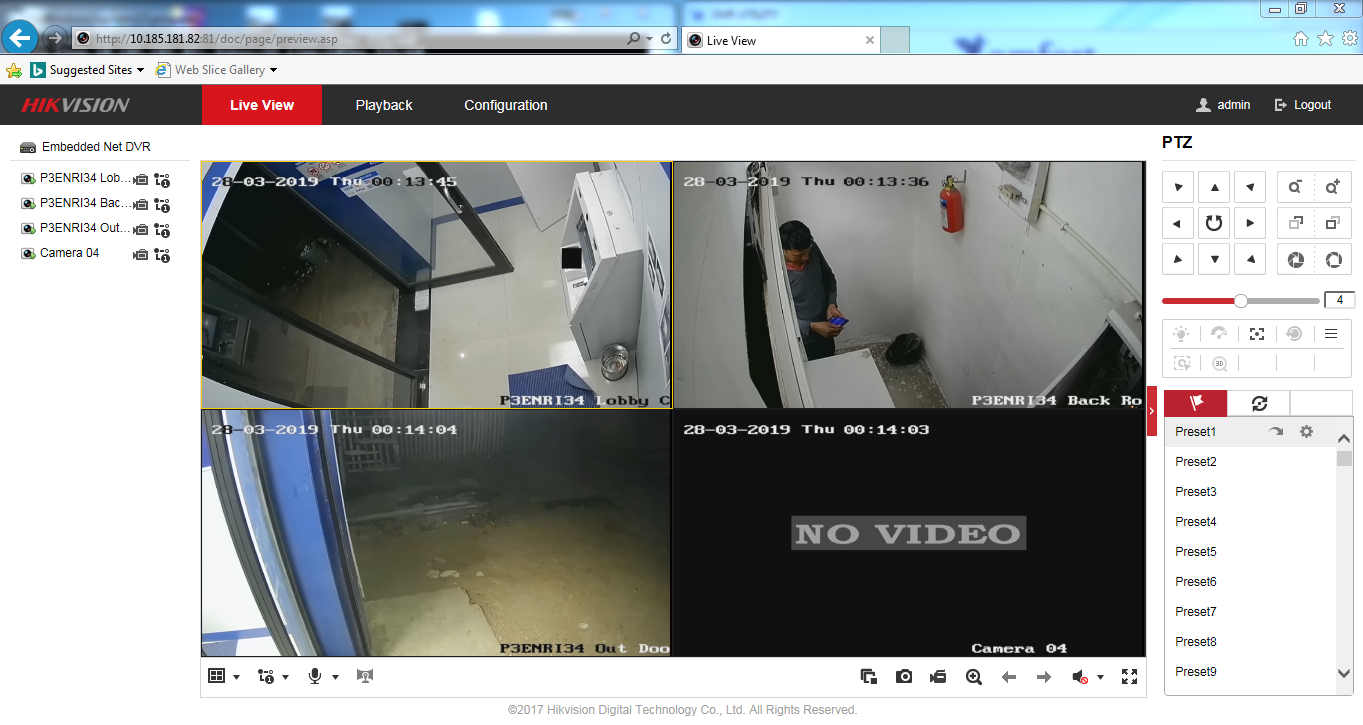 http://10.185.181.82:81/doc/page/preview.asp
Live View
Suggested Sites
Web Slice Gallery
HIKVISION
Live View
Playback
Configuration
admin
Logout
Embedded Net DVR
P3ENRI34 Lob...
P3ENRI34 Bac...
P3ENRI34 Out...
Camera 04
28-03-2019 Thu 00:13:45
P3ENRI34 Lobby C
28-03-2019 Thu 00:13:36
P3ENRI34 Back Ro
28-03-2019 Thu 00:14:04
P3ENRI34 Out Doo
28-03-2019 Thu 00:14:03
NO VIDEO
Camera 04
PTZ
4
3D
Preset1
Preset2
Preset3
Preset4
Preset5
Preset6
Preset7
Preset8
Preset9
©2017 Hikvision Digital Technology Co., Ltd. All Rights Reserved.